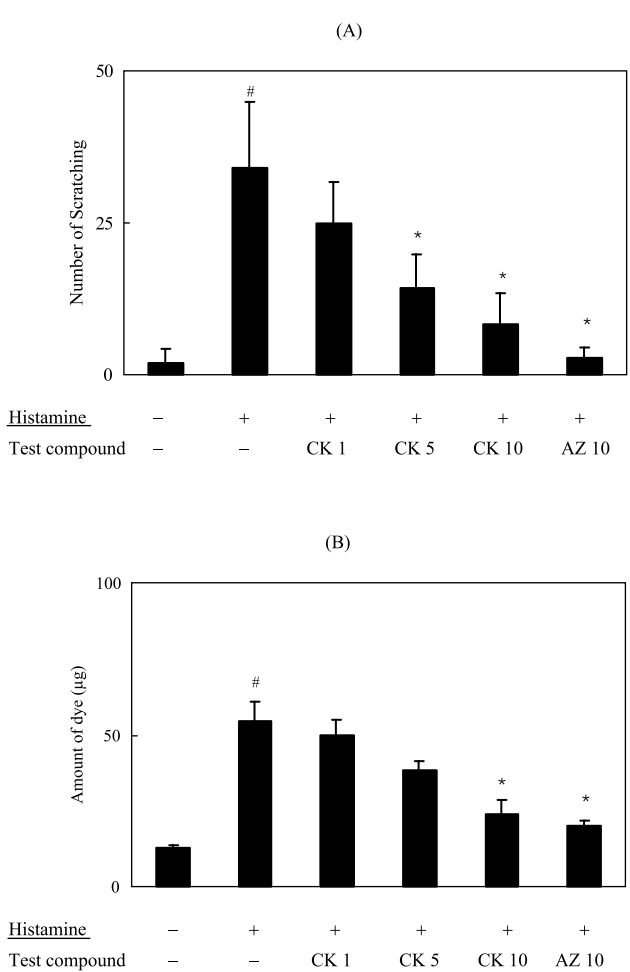 (A)
50
#
Number of Scratching
25
*
*
*
0
Histamine – + + + + +
Test compound – – CK 1 CK 5 CK 10 AZ 10
(B)
100
#
Amount of dye (μg)
50
*
*
0
Histamine – + + + + +
Test compound – – CK 1 CK 5 CK 10 AZ 10